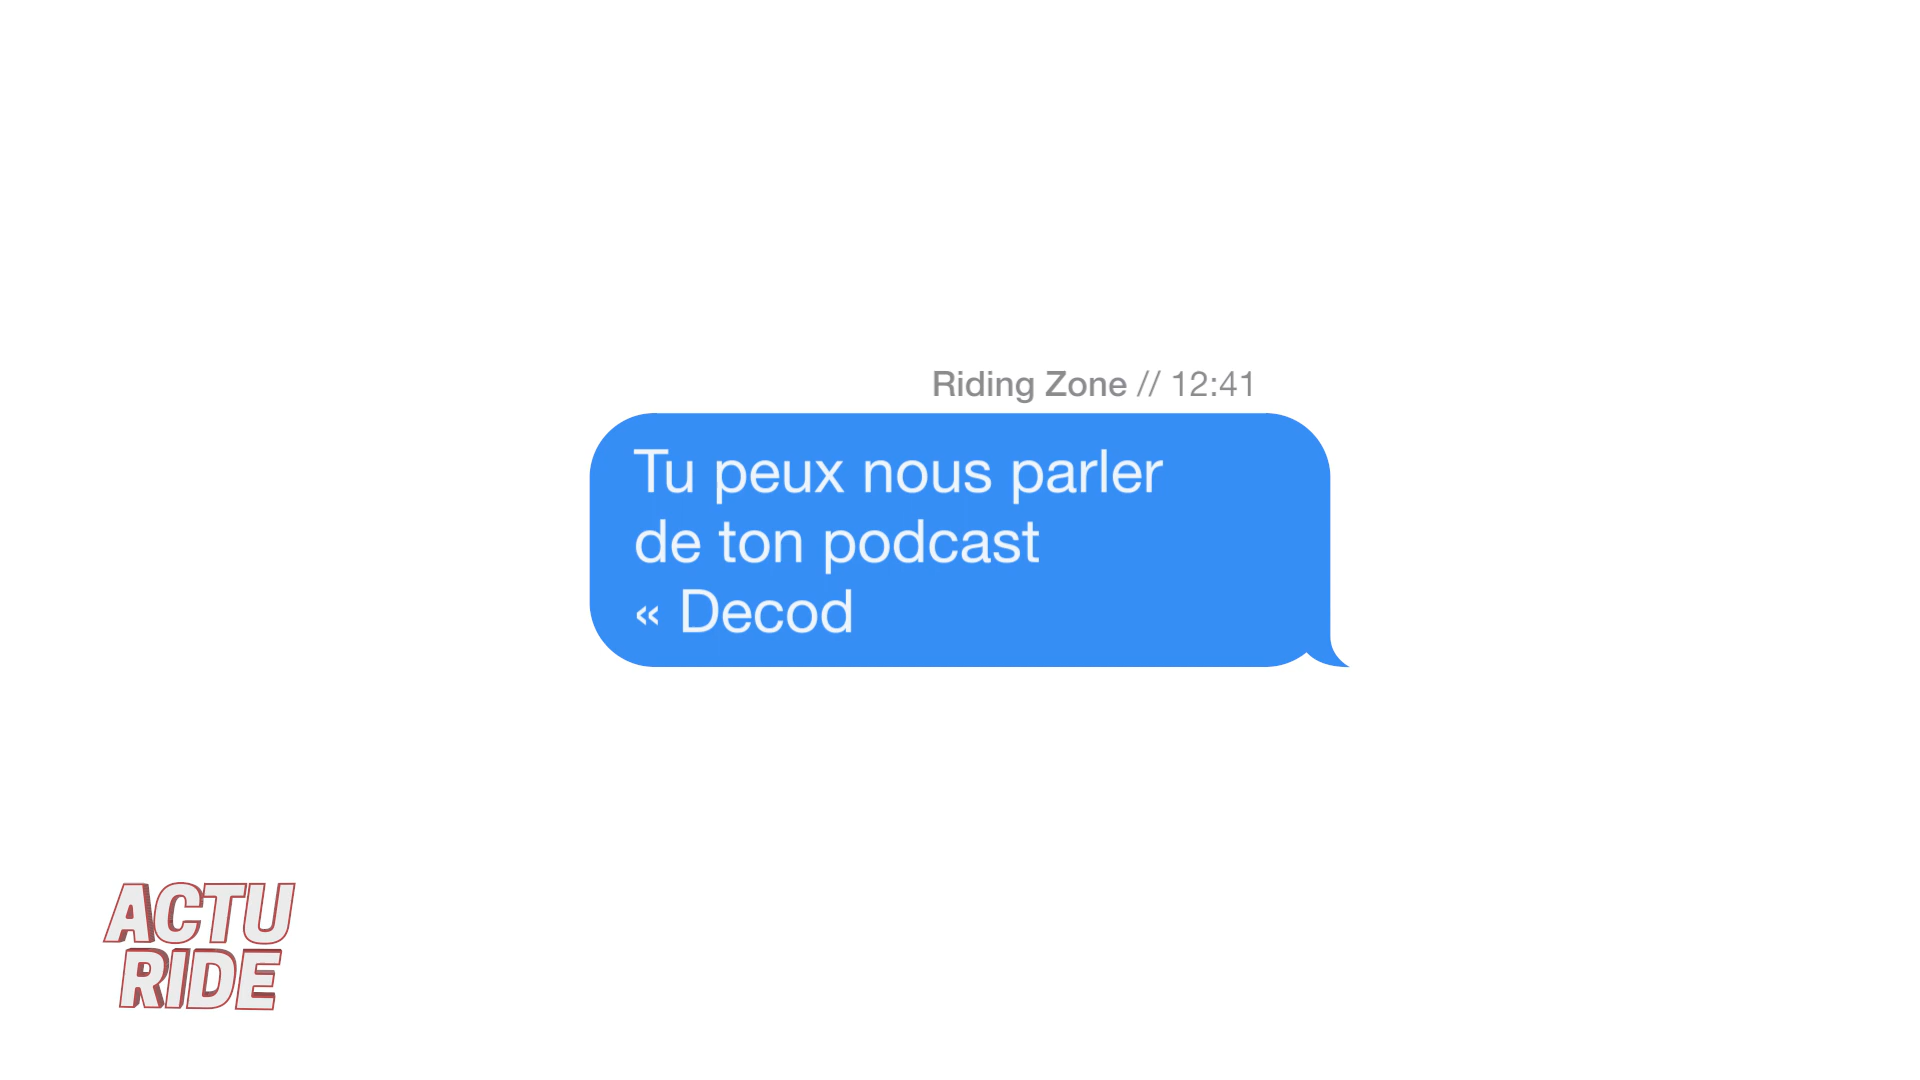 Riding Zone // 12:41
Tu peux nous parler
de ton podcast
« Decod
ACTU
RIDE